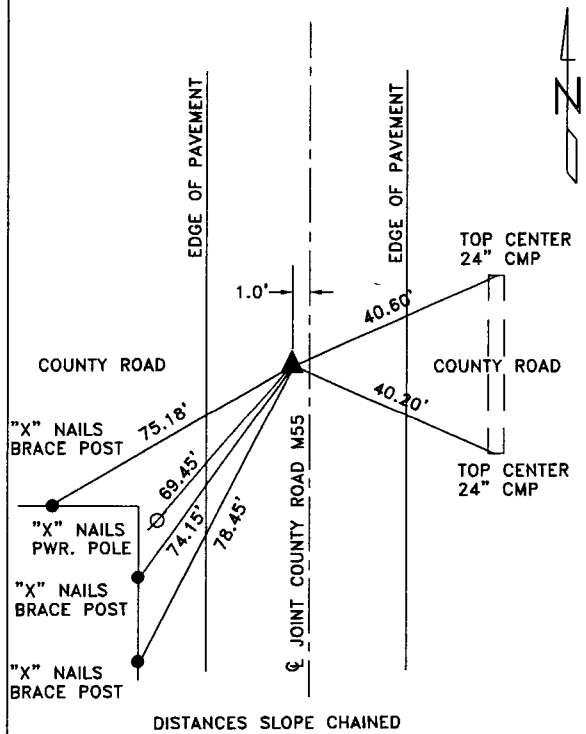 N
EDGE OF PAVEMENT
EDGE OF PAVEMENT
TOP CENTER
24" CMP
1.0'
40.60'
COUNTY ROAD
COUNTY ROAD
40.20'
"X" NAILS
BRACE POST
75.18'
69.45'
74.15'
78.45'
TOP CENTER
24" CMP
"X" NAILS
PWR. POLE
"X" NAILS
BRACE POST
"X" NAILS
BRACE POST
℄ JOINT COUNTY ROAD M55
DISTANCES SLOPE CHAINED